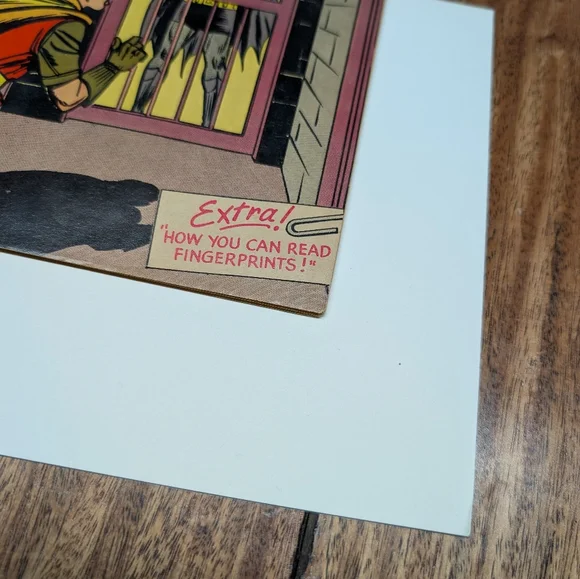 Extra!
"HOW YOU CAN READ
FINGERPRINTS!"